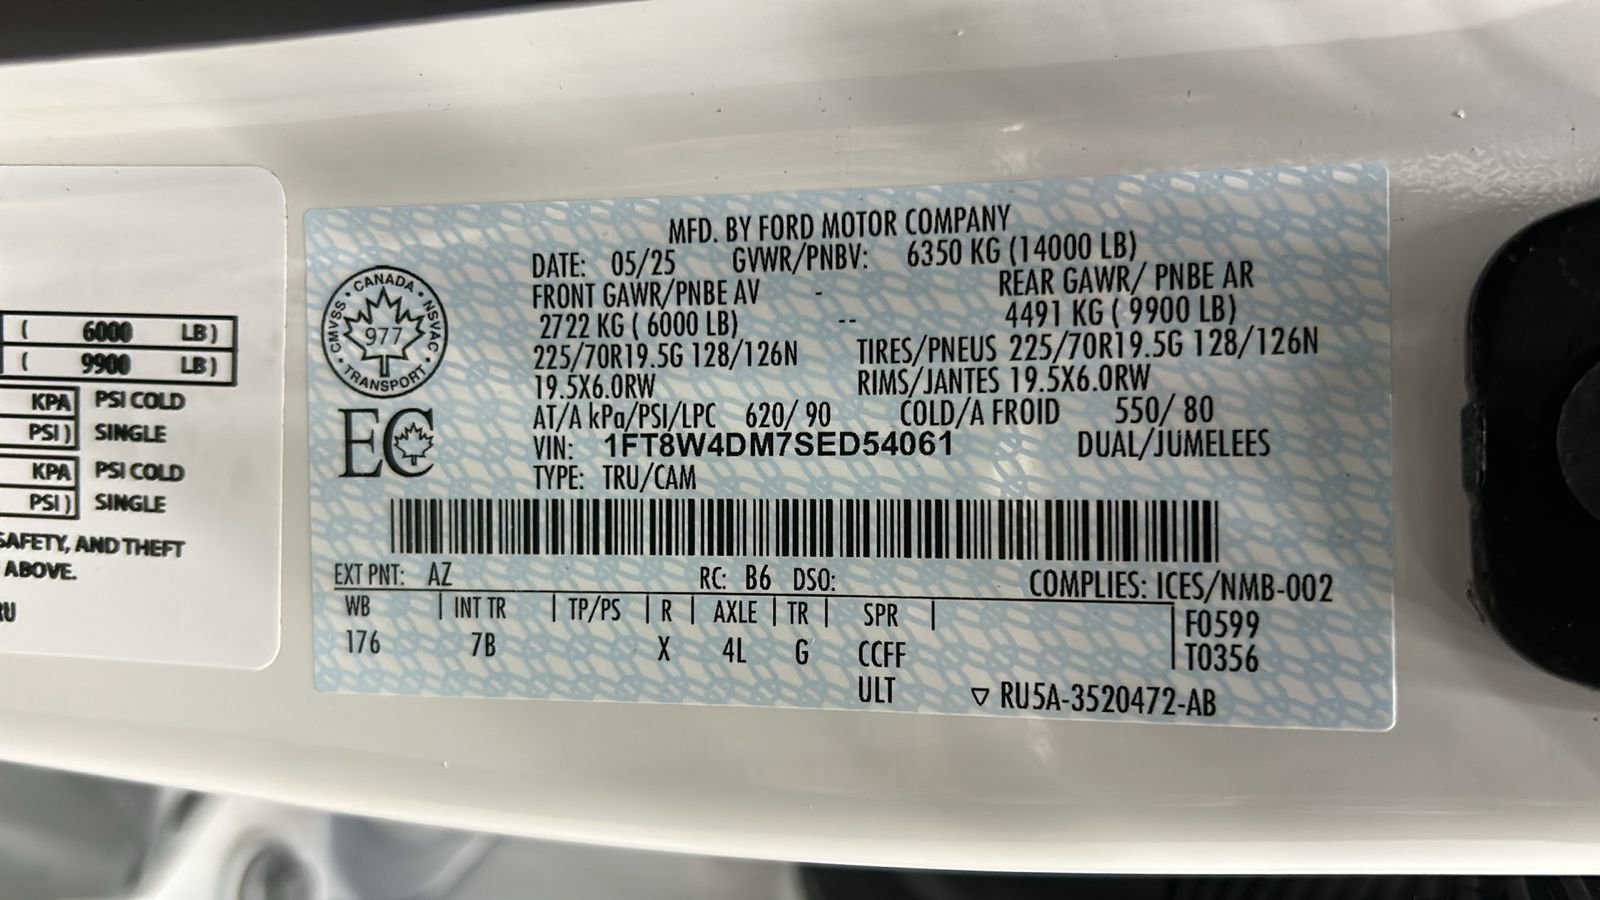 ( 6000 LB)
( 9900 LB)
KPA PSI COLD
PSI) SINGLE
KPA PSI COLD
PSI) SINGLE
SAFETY, AND THEFT
ABOVE.
RU
MFD. BY FORD MOTOR COMPANY
DATE: 05/25 GVWR/PNBV: 6350 KG (14000 LB)
FRONT GAWR/PNBE AV - REAR GAWR/ PNBE AR
2722 KG ( 6000 LB) -- 4491 KG ( 9900 LB)
225/70R19.5G 128/126N TIRES/PNEUS 225/70R19.5G 128/126N
19.5X6.0RW RIMS/JANTES 19.5X6.0RW
AT/A kPa/PSI/LPC 620/ 90 COLD/A FROID 550/ 80
VIN: 1FT8W4DM7SED54061 DUAL/JUMELEES
TYPE: TRU/CAM
CANADA • NSVAC • TRANSPORT • CMVSS •
977
EC
EXT PNT: AZ RC: B6 DSO: COMPLIES: ICES/NMB-002
WB | INT TR | TP/PS | R | AXLE | TR | SPR | F0599
176 7B X 4L G CCFF T0356
ULT ▽ RU5A-3520472-AB